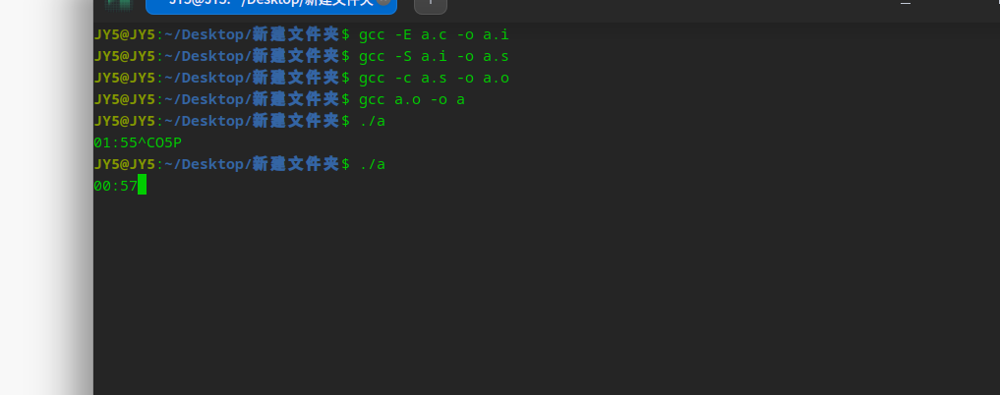 JY5@JY5: ~/Desktop/新建文件夹
JY5@JY5:~/Desktop/新建文件夹$ gcc -E a.c -o a.i
JY5@JY5:~/Desktop/新建文件夹$ gcc -S a.i -o a.s
JY5@JY5:~/Desktop/新建文件夹$ gcc -c a.s -o a.o
JY5@JY5:~/Desktop/新建文件夹$ gcc a.o -o a
JY5@JY5:~/Desktop/新建文件夹$ ./a
01:55^CO5P
JY5@JY5:~/Desktop/新建文件夹$ ./a
00:57